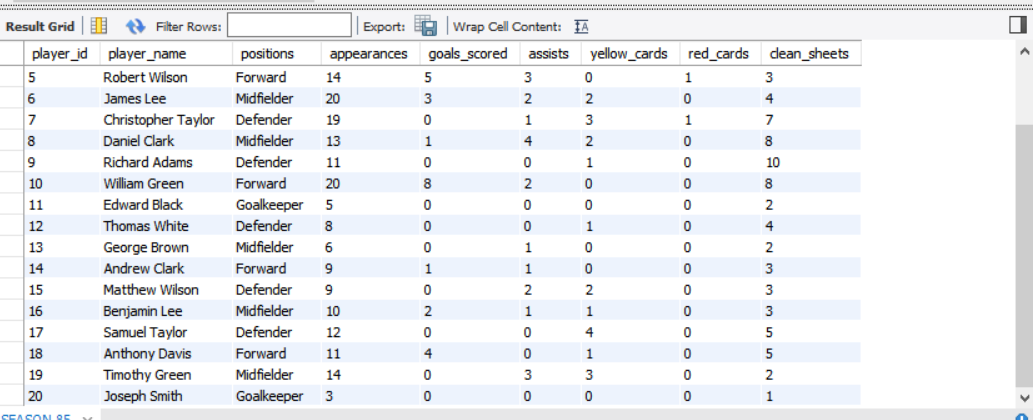 Result Grid Filter Rows: Export: Wrap Cell Content:
player_id player_name positions appearances goals_scored assists yellow_cards red_cards clean_sheets
5 Robert Wilson Forward 14 5 3 0 1 3
6 James Lee Midfielder 20 3 2 2 0 4
7 Christopher Taylor Defender 19 0 1 3 1 7
8 Daniel Clark Midfielder 13 1 4 2 0 8
9 Richard Adams Defender 11 0 0 1 0 10
10 William Green Forward 20 8 2 0 0 8
11 Edward Black Goalkeeper 5 0 0 0 0 2
12 Thomas White Defender 8 0 0 1 0 4
13 George Brown Midfielder 6 0 1 0 0 2
14 Andrew Clark Forward 9 1 1 0 0 3
15 Matthew Wilson Defender 9 0 2 2 0 3
16 Benjamin Lee Midfielder 10 2 1 1 0 3
17 Samuel Taylor Defender 12 0 0 4 0 5
18 Anthony Davis Forward 11 4 0 1 0 5
19 Timothy Green Midfielder 14 0 3 3 0 2
20 Joseph Smith Goalkeeper 3 0 0 0 0 1
SEASON 85